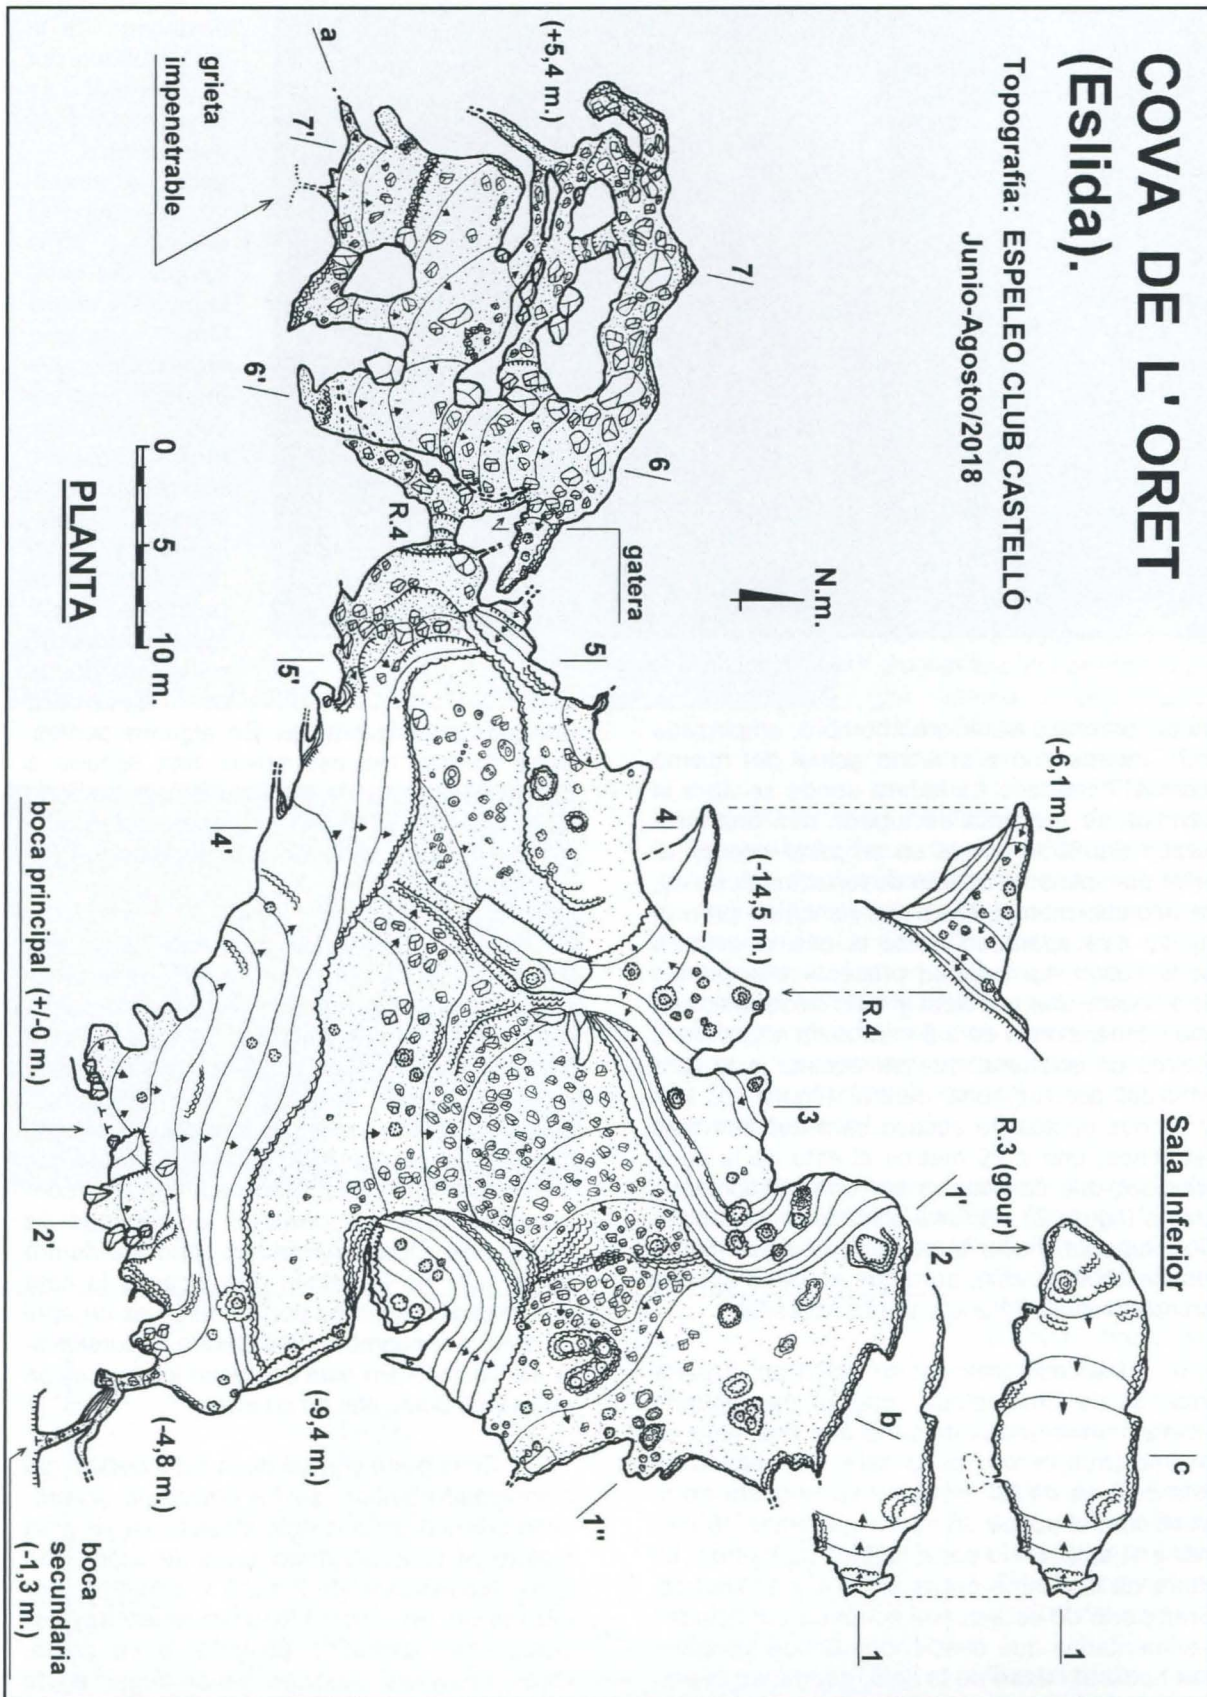 COVA DE L'ORET
(Eslida).
Topografía: ESPELEO CLUB CASTELLÓ
Junio-Agosto/2018
Sala Inferior
R.3 (gour)
c
1
1
(-6,1 m.)
R.4
(-14,5 m.)
N.m.
(+5,4 m.)
7
6
gatera
5
4
3
1'
2
b
a
7'
grieta
impenetrable
6'
R.4
5'
4'
0 5 10 m.
PLANTA
boca principal (+/-0 m.)
2'
(-9,4 m.)
(-4,8 m.)
1''
boca
secundaria
(-1,3 m.)